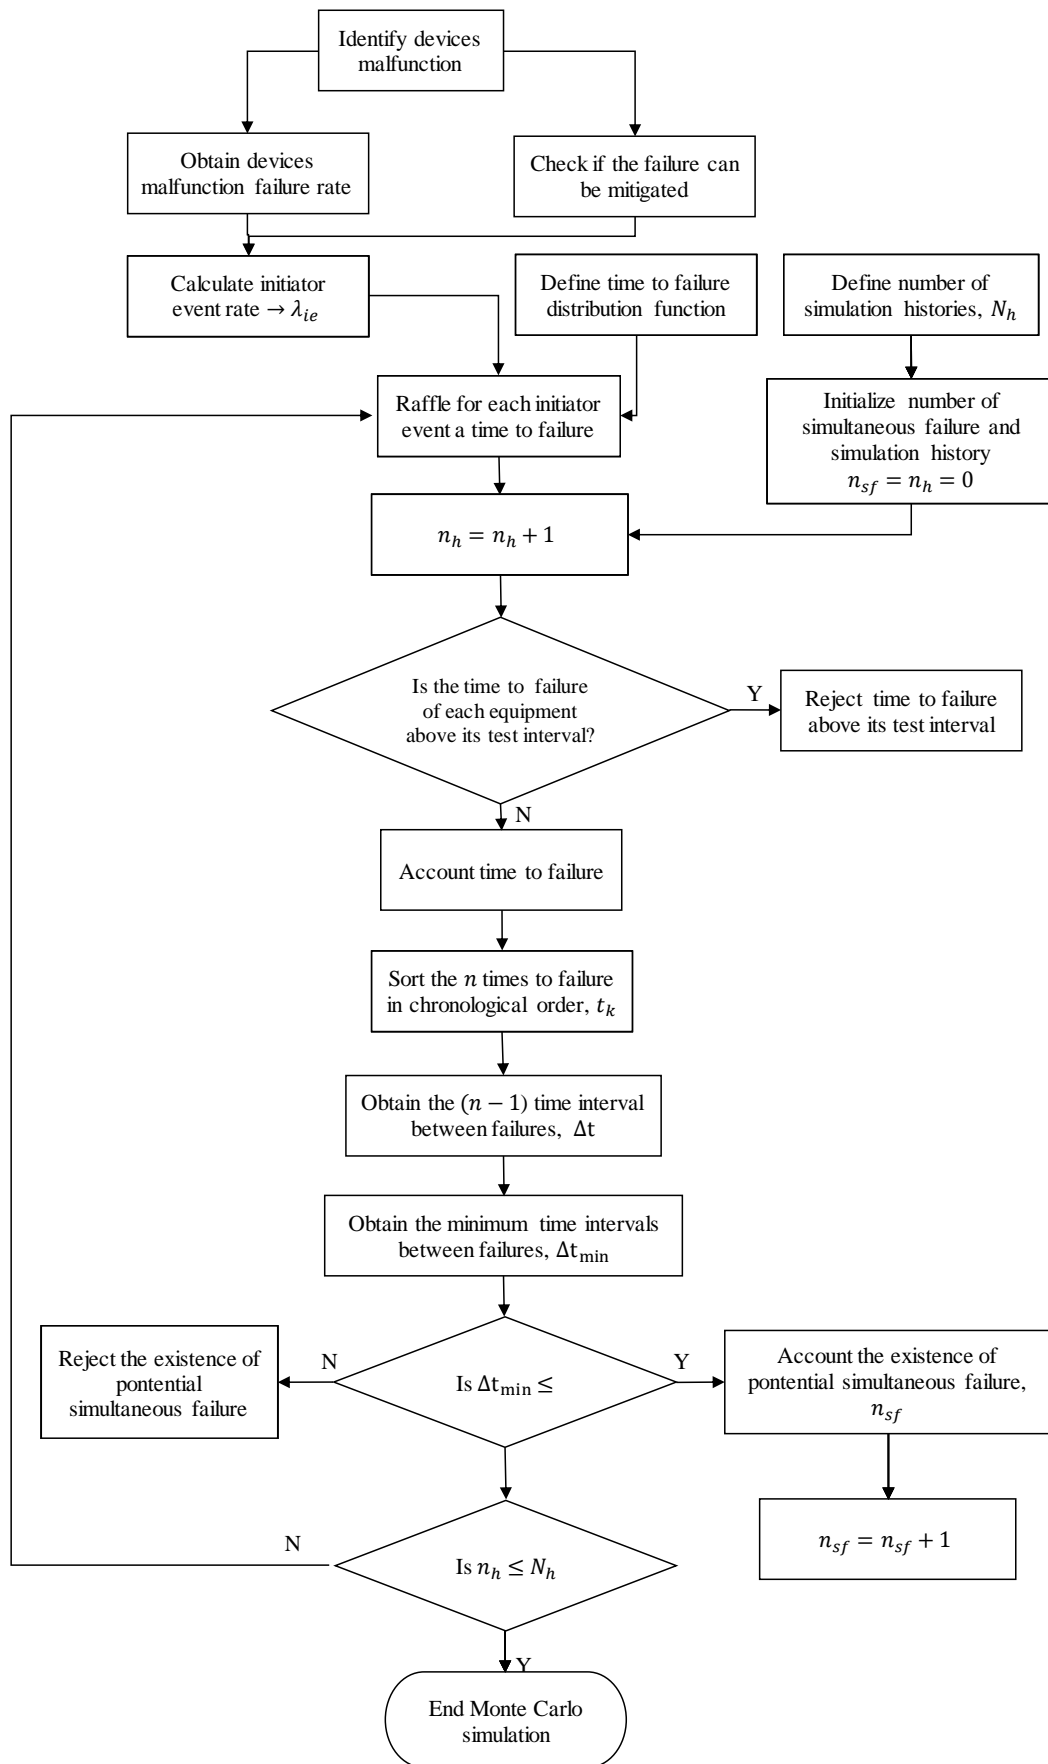 Identify devices
malfunction
Obtain devices
malfunction failure rate
Check if the failure can
be mitigated
Calculate initiator
event rate → λ_ie
Define time to failure
distribution function
Define number of
simulation histories, N_h
Raffle for each initiator
event a time to failure
Initialize number of
simultaneous failure and
simulation history
n_sf = n_h = 0
n_h = n_h + 1
Is the time to failure
of each equipment
above its test interval?
Y
Reject time to failure
above its test interval
N
Account time to failure
Sort the n times to failure
in chronological order, t_k
Obtain the (n − 1) time interval
between failures, Δt
Obtain the minimum time intervals
between failures, Δt_min
Reject the existence of
pontential
simultaneous failure
N
Is Δt_min ≤
Y
Account the existence of
pontential simultaneous failure,
n_sf
n_sf = n_sf + 1
N
Is n_h ≤ N_h
Y
End Monte Carlo
simulation